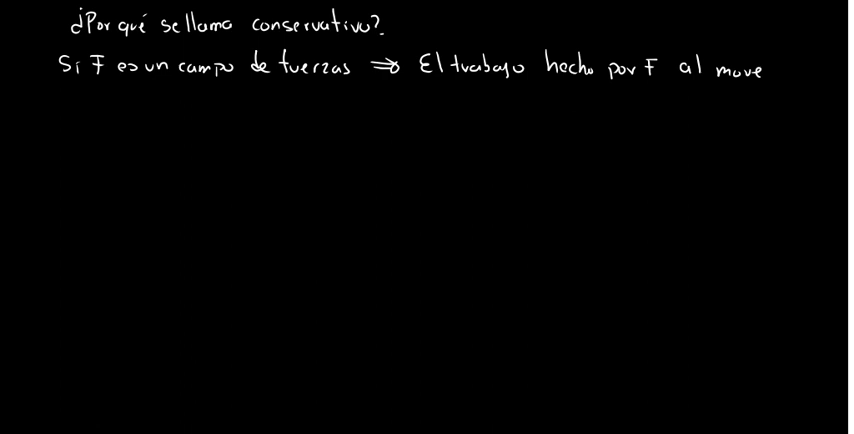 ¿Por qué se llama conservativo?.
Si F es un campo de fuerzas ⇒ El trabajo hecho por F al move